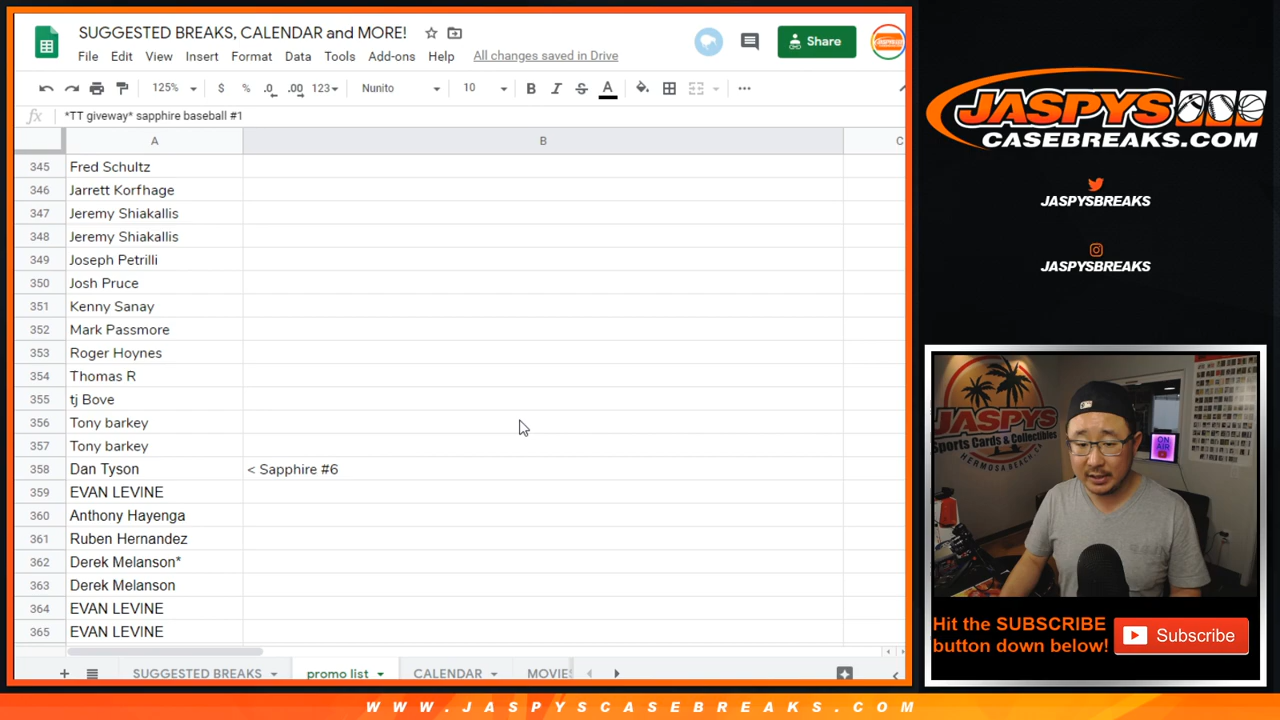 SUGGESTED BREAKS, CALENDAR and MORE!
File Edit View Insert Format Data Tools Add-ons Help All changes saved in Drive
Share
125% $ % .0 .00 123 Nunito 10 B I S A
fx *TT giveway* sapphire baseball #1
A B C
345 Fred Schultz
346 Jarrett Korfhage
347 Jeremy Shiakallis
348 Jeremy Shiakallis
349 Joseph Petrilli
350 Josh Pruce
351 Kenny Sanay
352 Mark Passmore
353 Roger Hoynes
354 Thomas R
355 tj Bove
356 Tony barkey
357 Tony barkey
358 Dan Tyson < Sapphire #6
359 EVAN LEVINE
360 Anthony Hayenga
361 Ruben Hernandez
362 Derek Melanson*
363 Derek Melanson
364 EVAN LEVINE
365 EVAN LEVINE
SUGGESTED BREAKS promo list CALENDAR MOVIE
JASPYS
CASEBREAKS.COM
JASPYSBREAKS
JASPYSBREAKS
JASPYS
Sports Cards & Collectibles
HERMOSA BEACH, CA
ON AIR
Hit the SUBSCRIBE
button down below!
Subscribe
WWW.JASPYSCASEBREAKS.COM